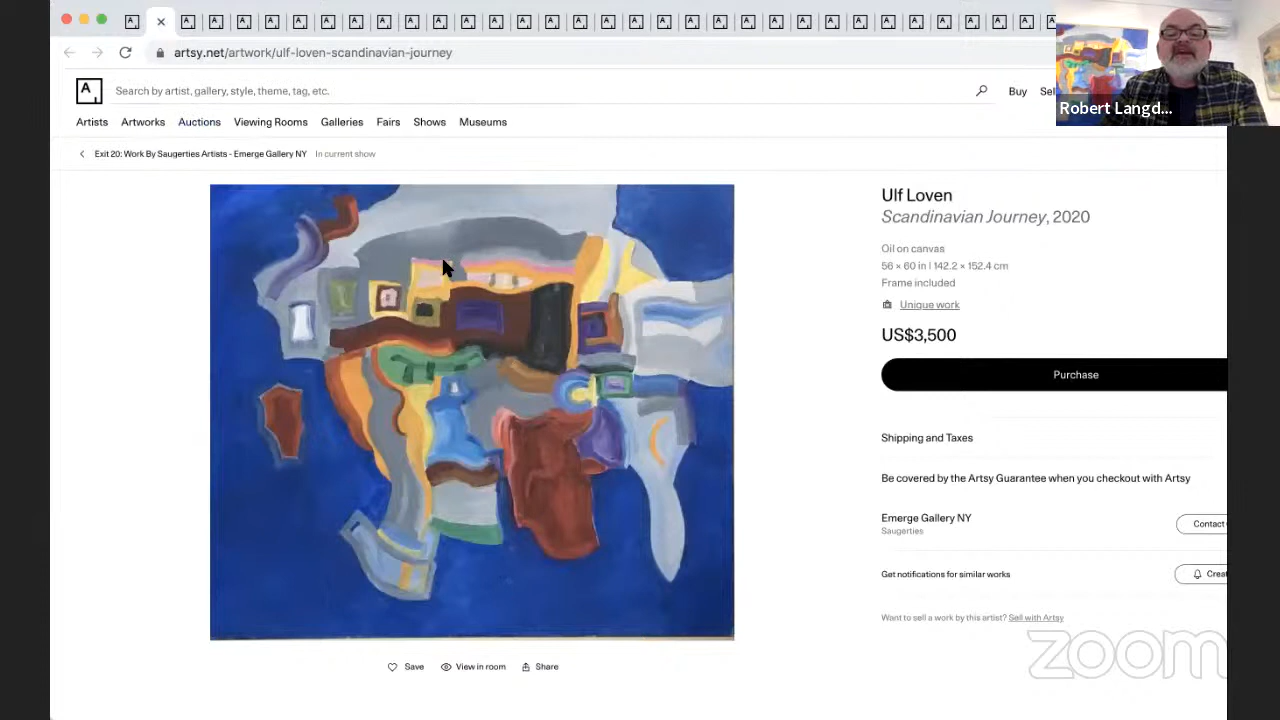 artsy.net/artwork/ulf-loven-scandinavian-journey
A
Search by artist, gallery, style, theme, tag, etc.
Buy
Sel
Artists Artworks Auctions Viewing Rooms Galleries Fairs Shows Museums
Robert Langd...
Exit 20: Work By Saugerties Artists - Emerge Gallery NY In current show
Ulf Loven
Scandinavian Journey, 2020
Oil on canvas
56 × 60 in | 142.2 × 152.4 cm
Frame included
Unique work
US$3,500
Purchase
Shipping and Taxes
Be covered by the Artsy Guarantee when you checkout with Artsy
Emerge Gallery NY
Saugerties
Contact
Get notifications for similar works
Creat
Want to sell a work by this artist? Sell with Artsy
Save View in room Share
zoom